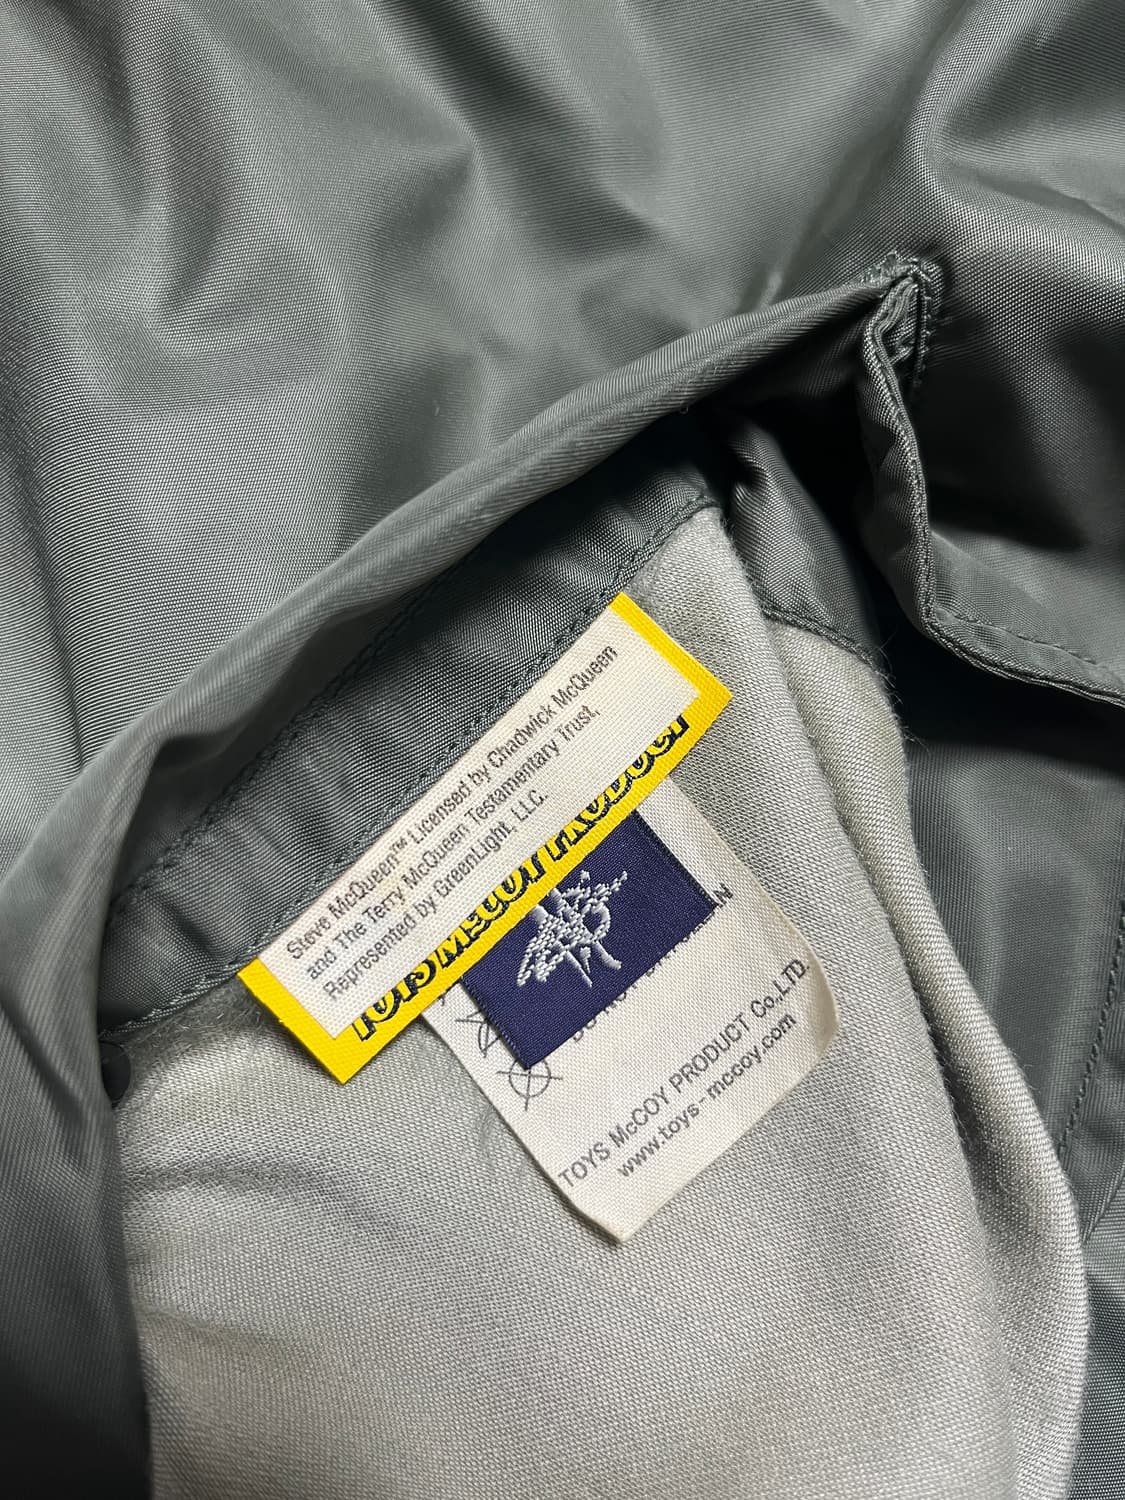 Steve McQueen™ Licensed by Chadwick McQueen
and The Terry McQueen Testamentary Trust,
Represented by GreenLight, LLC.
TOYS McCOY PRODUCT
TOYS McCOY PRODUCT Co.,LTD.
www.toys-mccoy.com